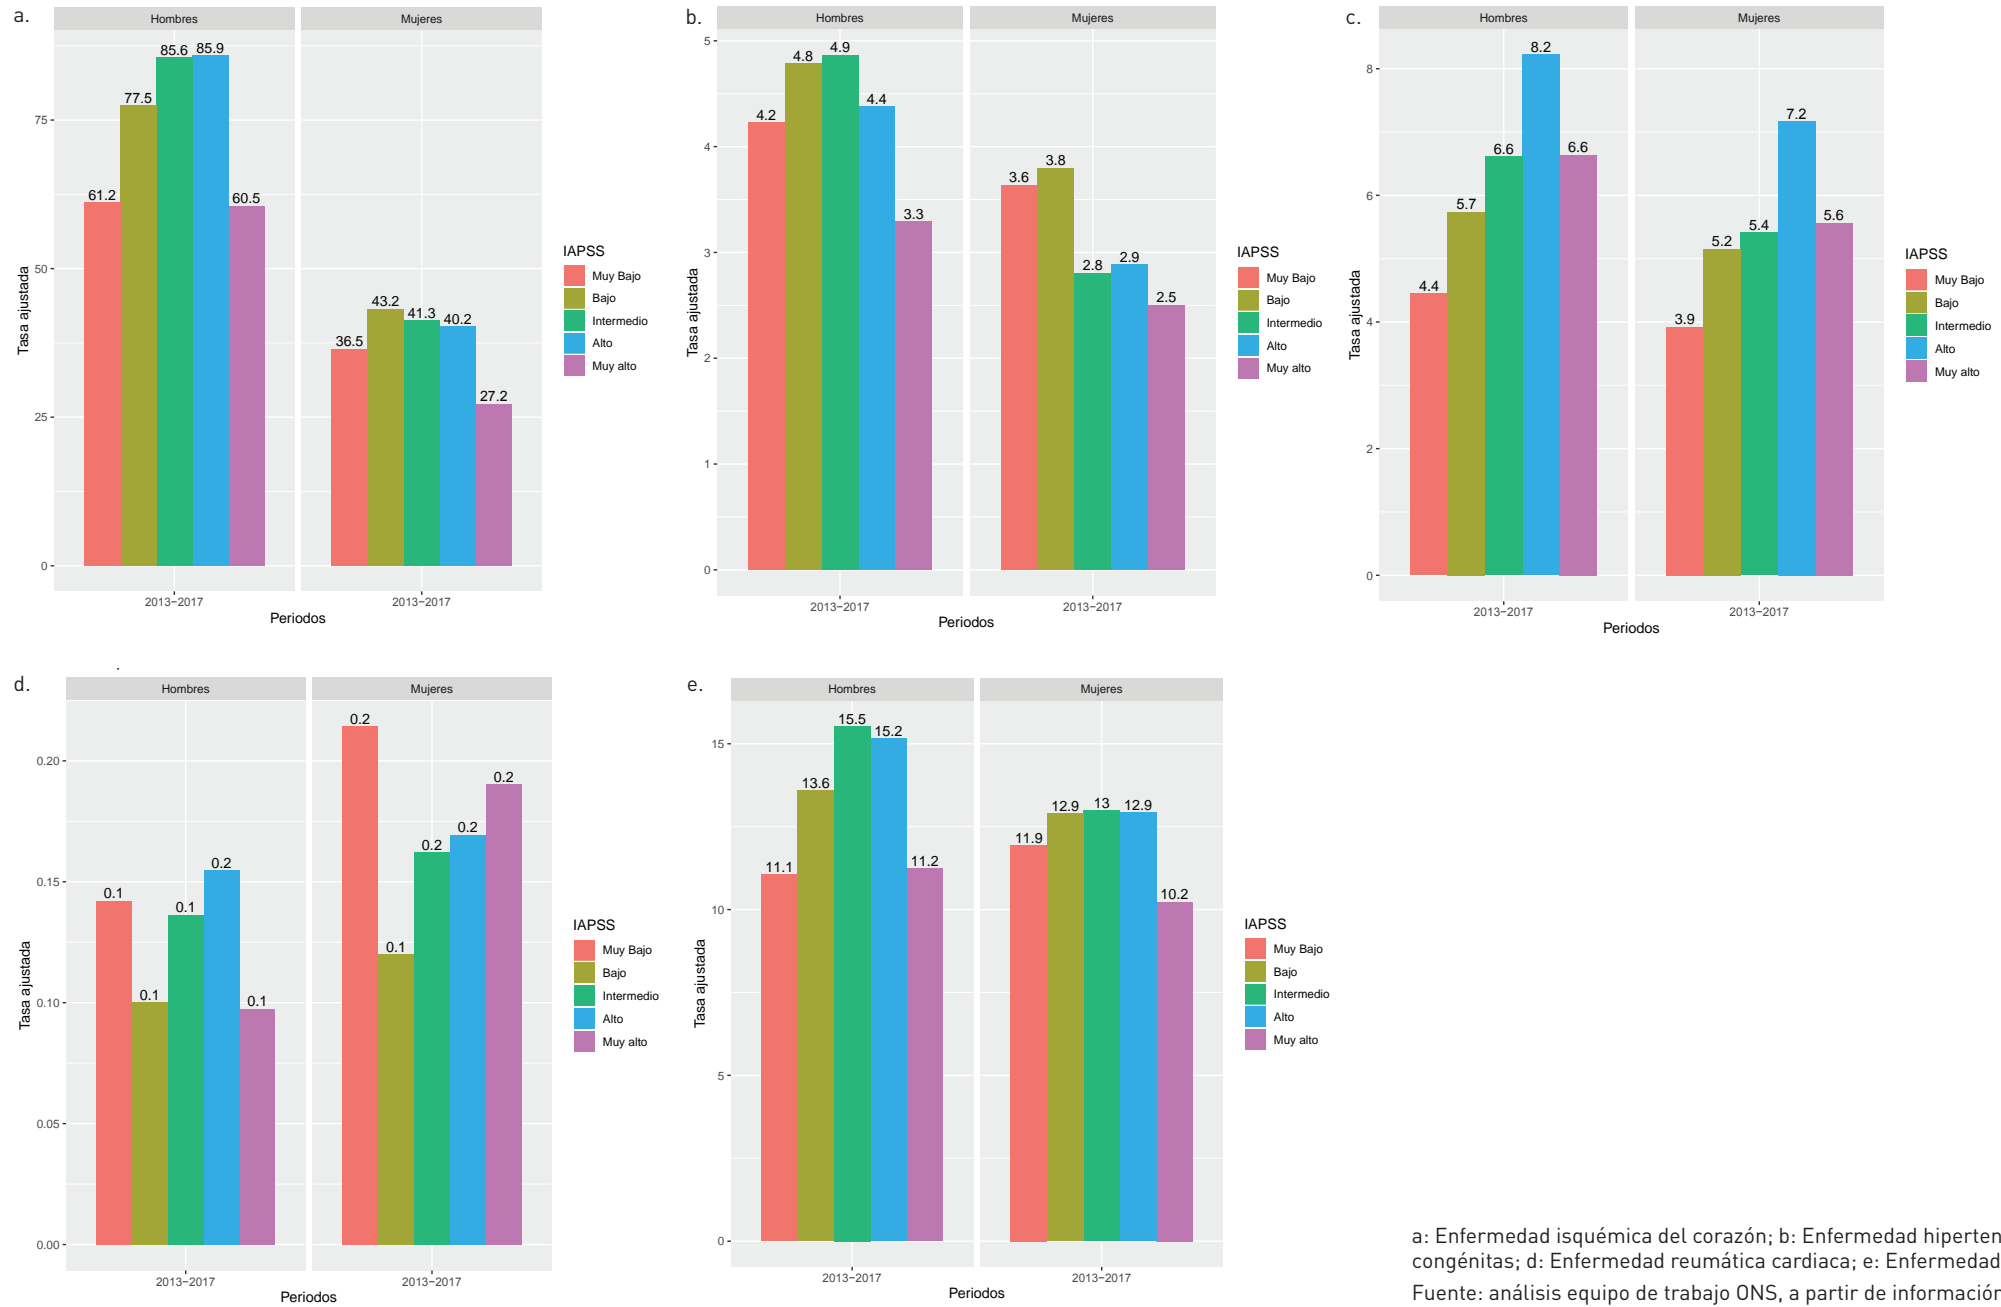 a.
Hombres
Mujeres
85.6
85.9
77.5
61.2
60.5
43.2
41.3
40.2
36.5
27.2
75
50
25
0
Tasa ajustada
2013−2017
2013−2017
Periodos
IAPSS
Muy Bajo
Bajo
Intermedio
Alto
Muy alto
b.
Hombres
Mujeres
4.2
4.8
4.9
4.4
3.3
3.6
3.8
2.8
2.9
2.5
5
4
3
2
1
0
Tasa ajustada
2013−2017
2013−2017
Periodos
IAPSS
Muy Bajo
Bajo
Intermedio
Alto
Muy alto
c.
Hombres
Mujeres
4.4
5.7
6.6
8.2
6.6
3.9
5.2
5.4
7.2
5.6
8
6
4
2
0
Tasa ajustada
2013−2017
2013−2017
Periodos
IAPSS
Muy Bajo
Bajo
Intermedio
Alto
Muy alto
d.
Hombres
Mujeres
0.1
0.1
0.1
0.2
0.1
0.2
0.1
0.2
0.2
0.2
0.20
0.15
0.10
0.05
0.00
Tasa ajustada
2013−2017
2013−2017
Periodos
IAPSS
Muy Bajo
Bajo
Intermedio
Alto
Muy alto
e.
Hombres
Mujeres
11.1
13.6
15.5
15.2
11.2
11.9
12.9
13
12.9
10.2
15
10
5
0
Tasa ajustada
2013−2017
2013−2017
Periodos
IAPSS
Muy Bajo
Bajo
Intermedio
Alto
Muy alto
a: Enfermedad isquémica del corazón; b: Enfermedad hiperten
congénitas; d: Enfermedad reumática cardiaca; e: Enfermedad
Fuente: análisis equipo de trabajo ONS, a partir de información